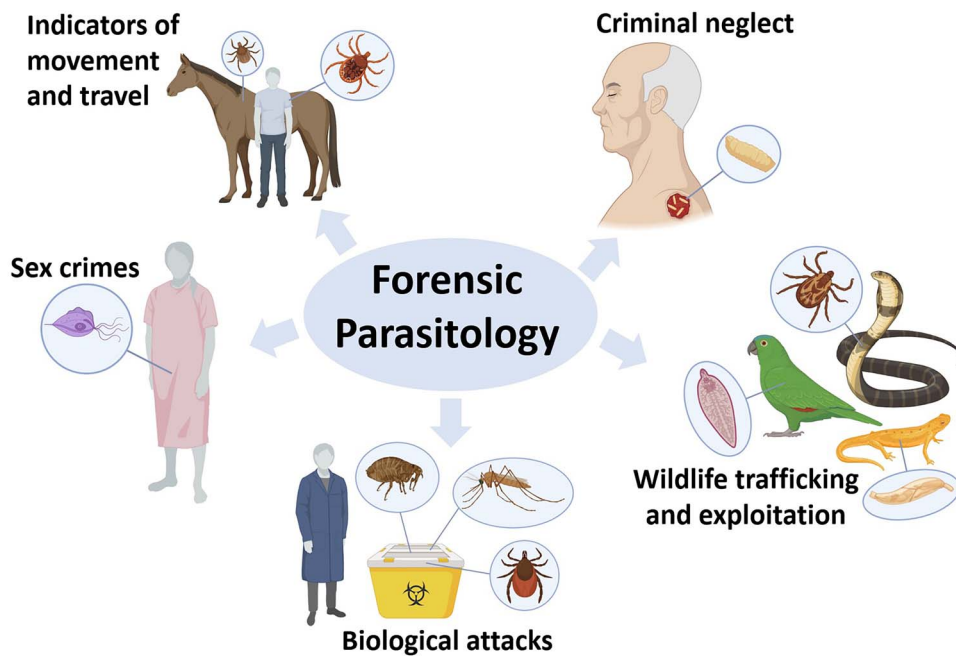 Indicators of
movement
and travel
Criminal neglect
Forensic
Parasitology
Sex crimes
Wildlife trafficking
and exploitation
Biological attacks